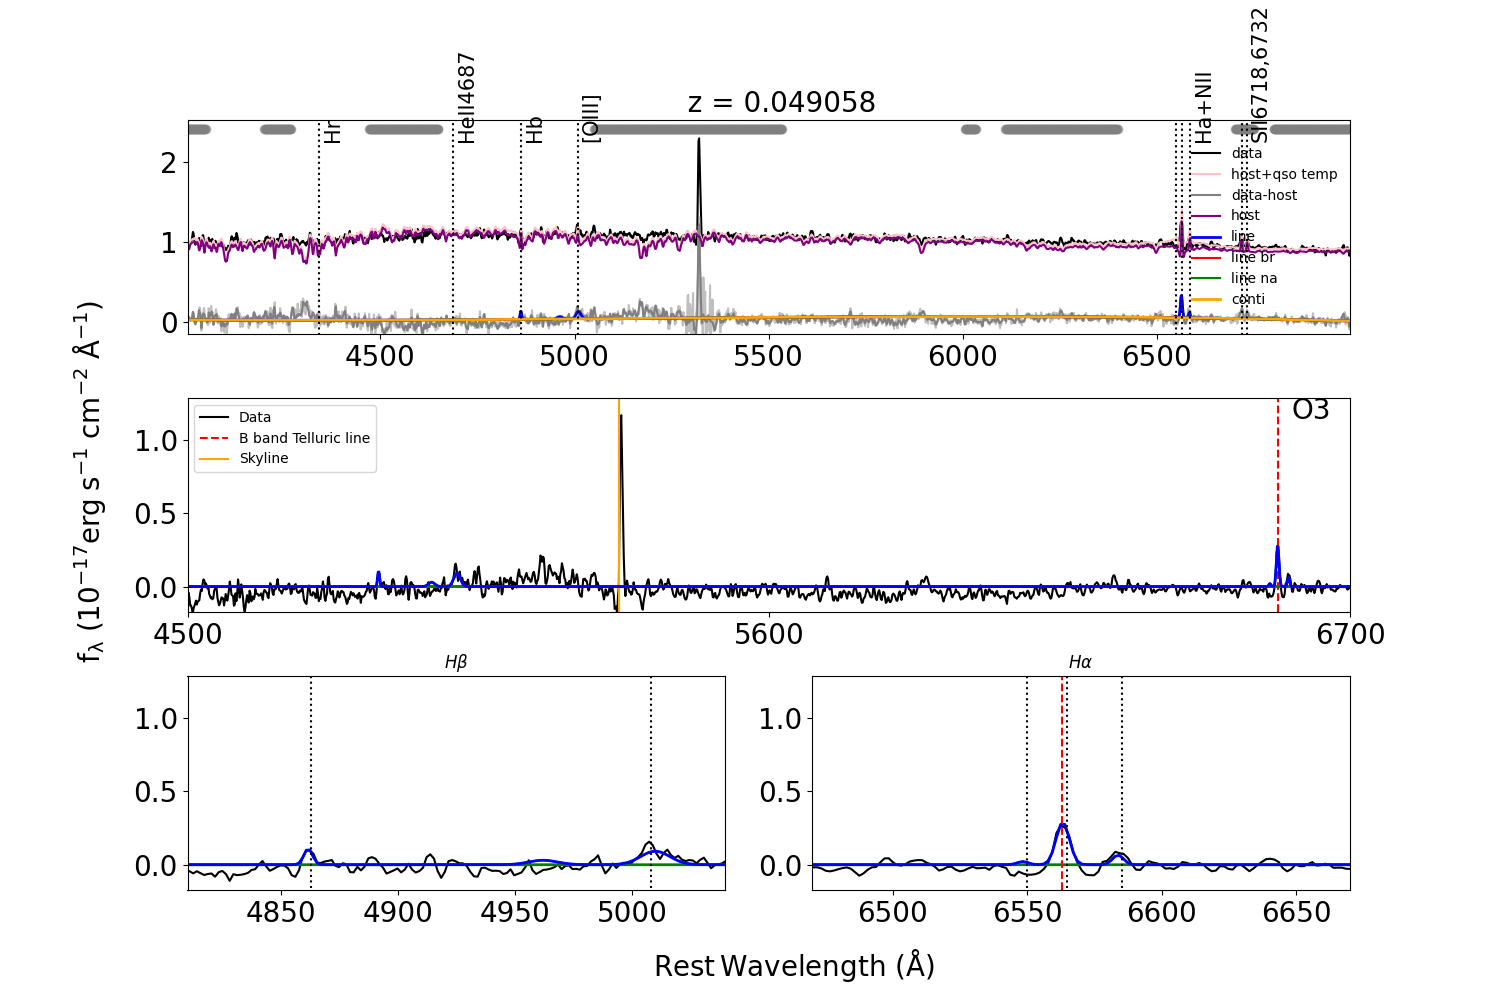 z = 0.049058
Hr
HeII4687
Hb
[OIII]
Ha+NII
SII6718,6732
2
1
0
data
host+qso temp
data-host
host
line
line br
line na
conti
4500 5000 5500 6000 6500
f_λ (10⁻¹⁷erg s⁻¹ cm⁻² Å⁻¹)
1.0
0.5
0.0
Data
B band Telluric line
Skyline
O3
4500 5600 6700
Hβ
1.0
0.5
0.0
4850 4900 4950 5000
Hα
1.0
0.5
0.0
6500 6550 6600 6650
Rest Wavelength (Å)